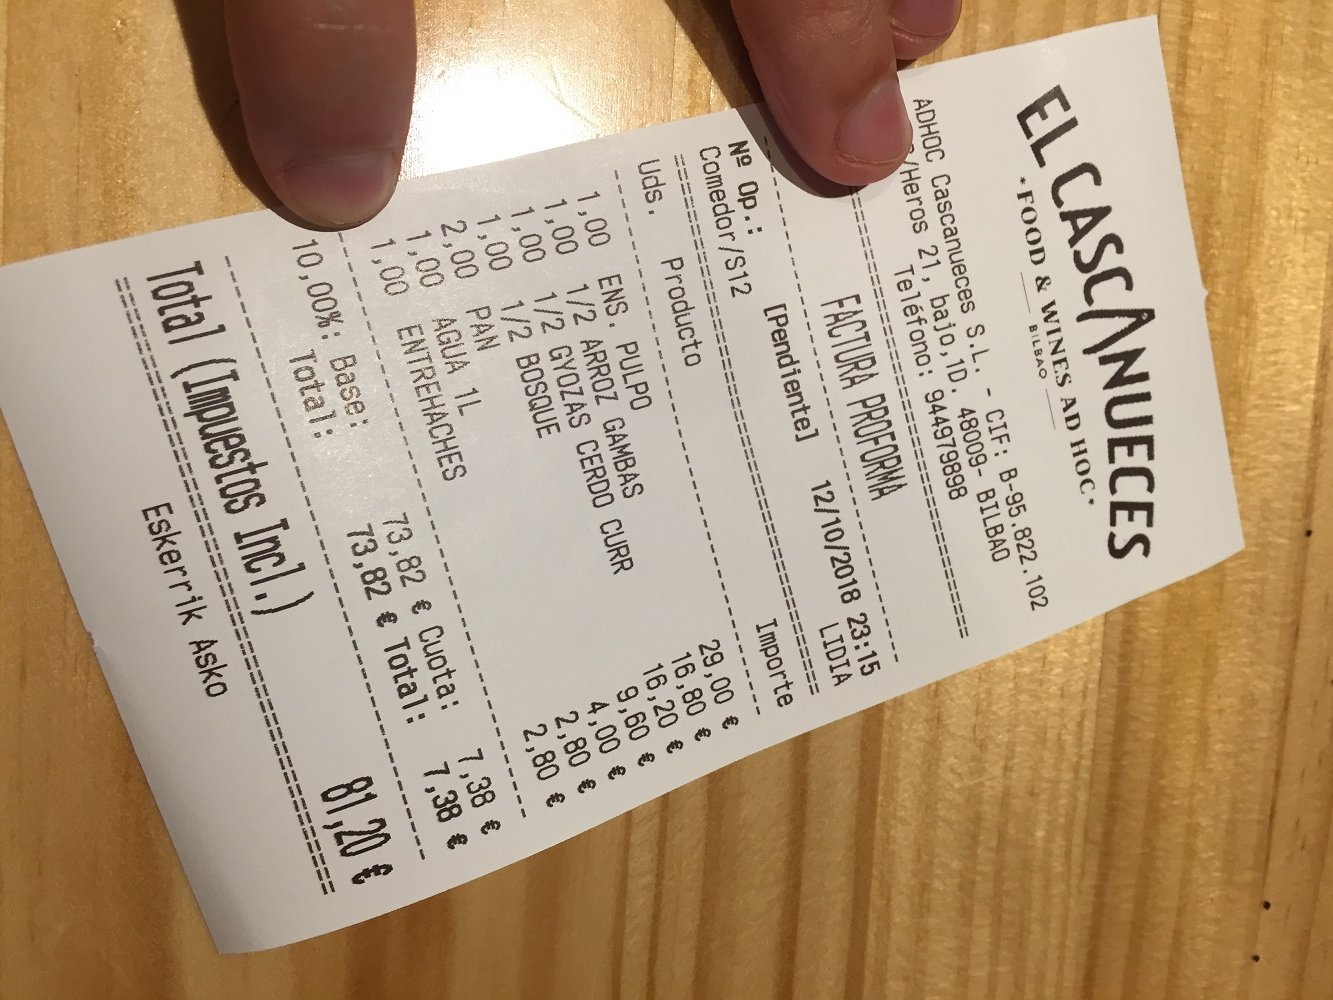 EL CASCANUECES
·FOOD & WINES AD HOC·
BILBAO
ADHOC Cascanueces S.L. - CIF: B-95.822.102
/Heros 21, bajo,1D. 48009- BILBAO
Teléfono: 944979898
FACTURA PROFORMA
Nº Op.: [Pendiente] 12/10/2018 23:15
Comedor/S12 LIDIA
Uds. Producto Importe
1,00 ENS. PULPO 29,00 €
1,00 1/2 ARROZ GAMBAS 16,80 €
1,00 1/2 GYOZAS CERDO CURR 16,20 €
1,00 1/2 BOSQUE 9,60 €
2,00 PAN 4,00 €
1,00 AGUA 1L 2,80 €
1,00 ENTREHACHES 2,80 €
10,00%: Base: 73,82 € Cuota: 7,38 €
Total: 73,82 € Total: 7,38 €
Total (Impuestos Incl.) 81,20 €
Eskerrik Asko